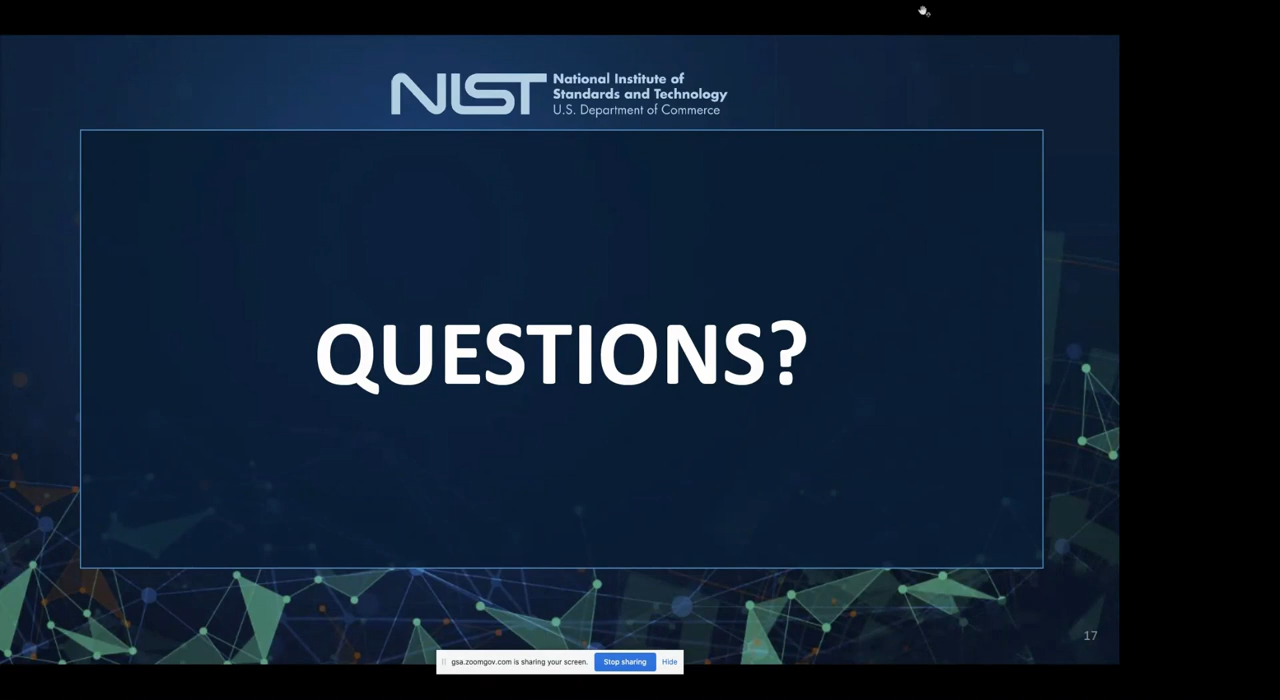 NIST
National Institute of
Standards and Technology
U.S. Department of Commerce
QUESTIONS?
17
gsa.zoomgov.com is sharing your screen. Stop sharing Hide